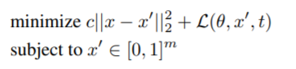 minimize c||x − x′||₂² + ℒ(θ, x′, t)
subject to x′ ∈ [0, 1]ᵐ